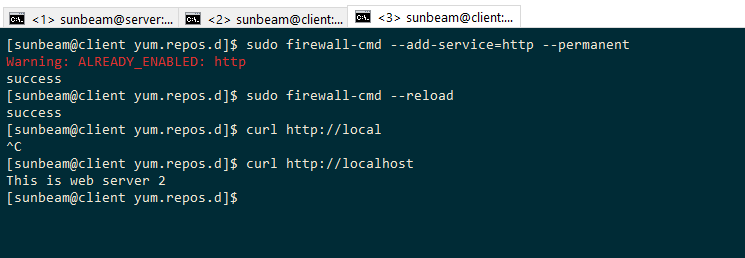 <1> sunbeam@server:... <2> sunbeam@client:... <3> sunbeam@client:...
[sunbeam@client yum.repos.d]$ sudo firewall-cmd --add-service=http --permanent
Warning: ALREADY_ENABLED: http
success
[sunbeam@client yum.repos.d]$ sudo firewall-cmd --reload
success
[sunbeam@client yum.repos.d]$ curl http://local
^C
[sunbeam@client yum.repos.d]$ curl http://localhost
This is web server 2
[sunbeam@client yum.repos.d]$